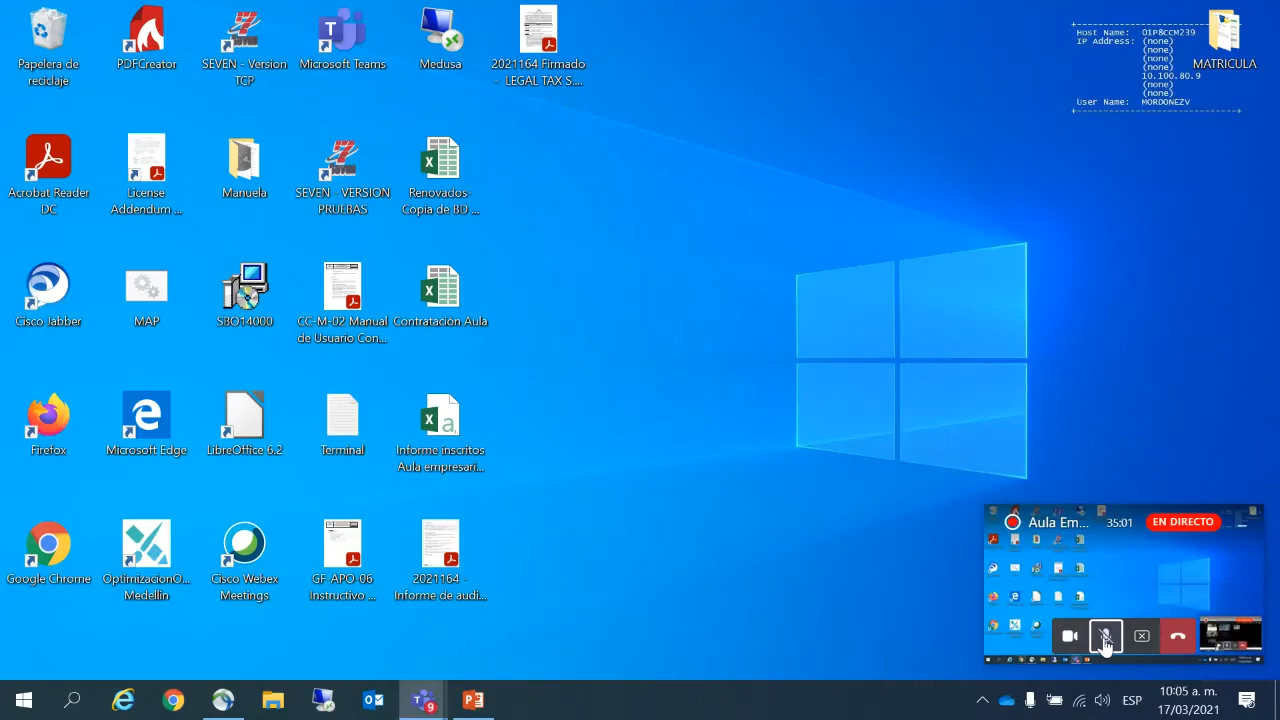 Papelera de
reciclaje
PDFCreator
SEVEN - Version
TCP
Microsoft Teams
Medusa
2021164 Firmado
- LEGAL TAX S....
Host Name: O1P8CCM239
IP Address: (none)
(none)
(none)
(none)
10.100.80.9
(none)
(none)
User Name: MORDONEZV
MATRICULA
Acrobat Reader
DC
License
Addendum ...
Manuela
SEVEN - VERSION
PRUEBAS
Renovados-
Copia de BD ...
Cisco Jabber
MAP
SBO14000
CC-M-02 Manual
de Usuario Con...
Contratación Aula
Firefox
Microsoft Edge
LibreOffice 6.2
Terminal
Informe inscritos
Aula empresari...
Google Chrome
OptimizacionO...
Medellin
Cisco Webex
Meetings
GF-APO-06
Instructivo ...
2021164 -
Informe de audi...
Aula Em...
EN DIRECTO
9
ESP
10:05 a. m.
17/03/2021